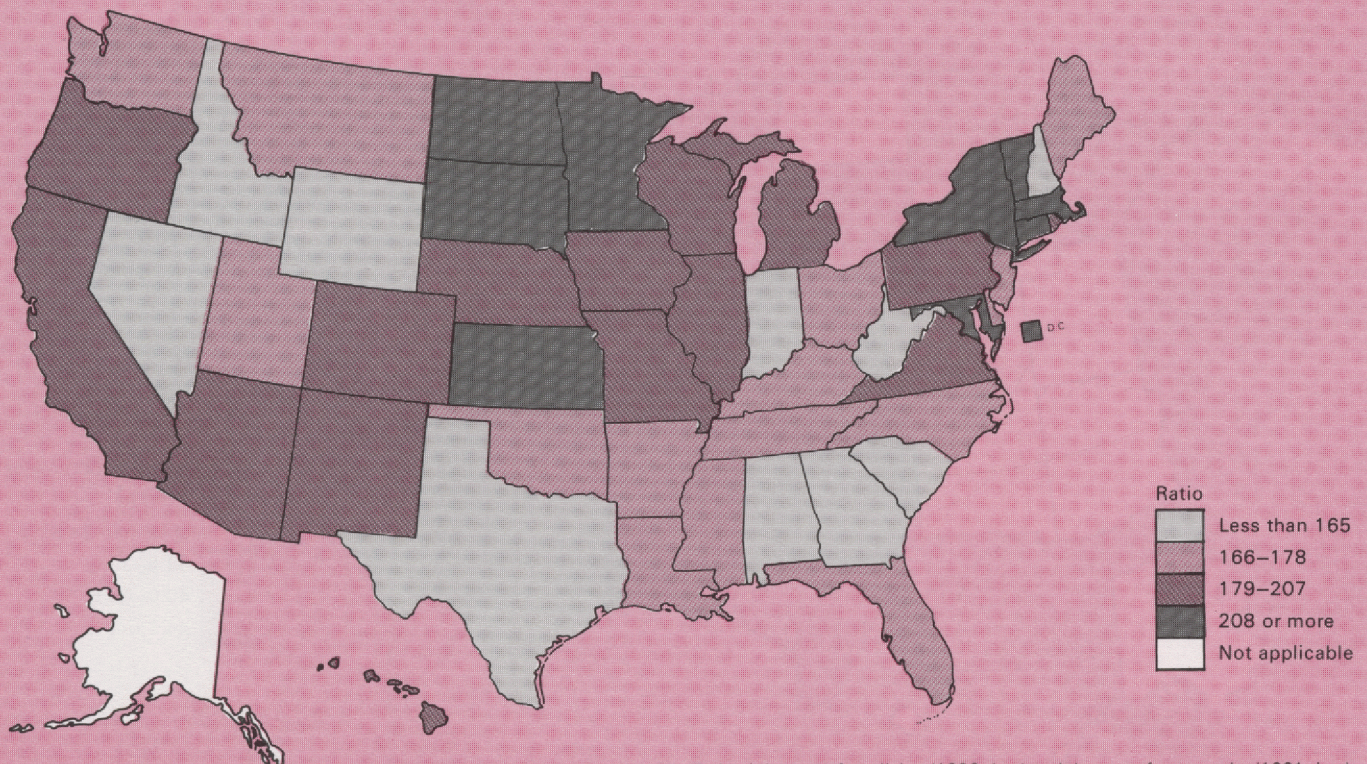 D.C.
Ratio
Less than 165
166–178
179–207
208 or more
Not applicable